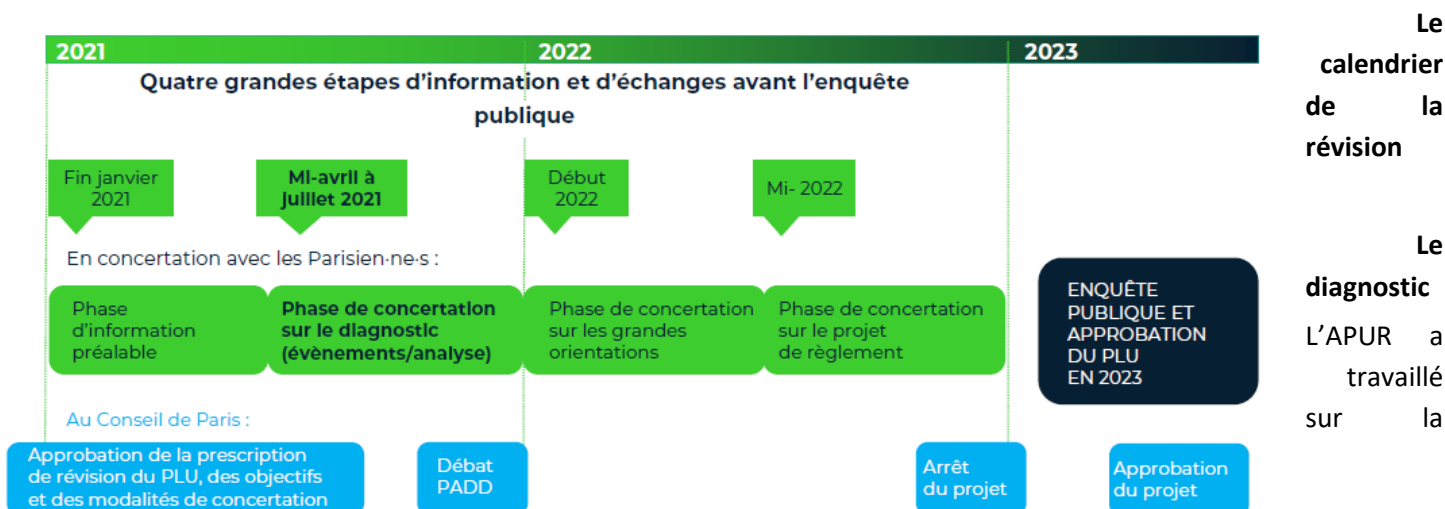 2021
2022
2023
Quatre grandes étapes d'information et d'échanges avant l'enquête
publique
Fin janvier
2021
Mi-avril à
juillet 2021
Début
2022
Mi- 2022
En concertation avec les Parisien·ne·s :
Phase
d'information
préalable
Phase de concertation
sur le diagnostic
(évènements/analyse)
Phase de concertation
sur les grandes
orientations
Phase de concertation
sur le projet
de règlement
ENQUÊTE
PUBLIQUE ET
APPROBATION
DU PLU
EN 2023
Au Conseil de Paris :
Approbation de la prescription
de révision du PLU, des objectifs
et des modalités de concertation
Débat
PADD
Arrêt
du projet
Approbation
du projet
Le
calendrier
de la
révision
Le
diagnostic
L'APUR a
travaillé
sur la